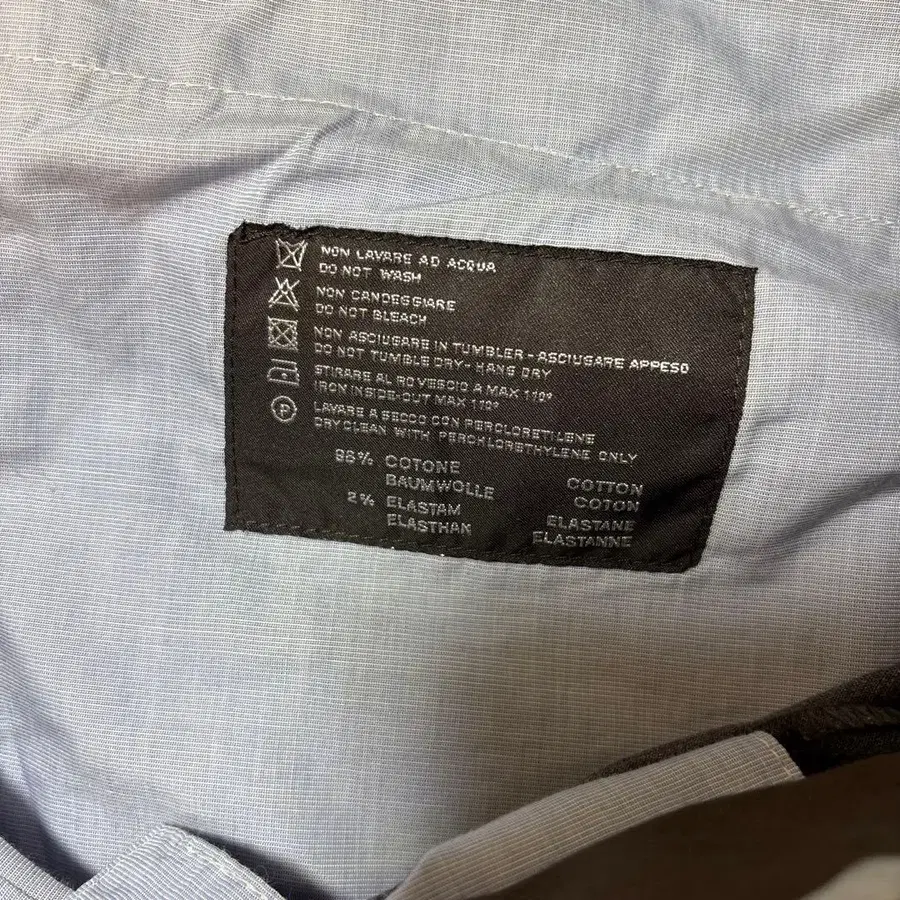 NON LAVARE AD ACQUA
DO NOT WASH
NON CANDEGGIARE
DO NOT BLEACH
NON ASCIUGARE IN TUMBLER - ASCIUGARE APPESO
DO NOT TUMBLE DRY - HANG DRY
STIRARE AL ROVESCIO A MAX 110°
IRON INSIDE-OUT MAX 110°
P
LAVARE A SECCO CON PERCLORETILENE
DRY CLEAN WITH PERCHLORETHYLENE ONLY
98% COTONE COTTON
BAUMWOLLE COTON
2% ELASTAM ELASTANE
ELASTHAN ELASTANNE